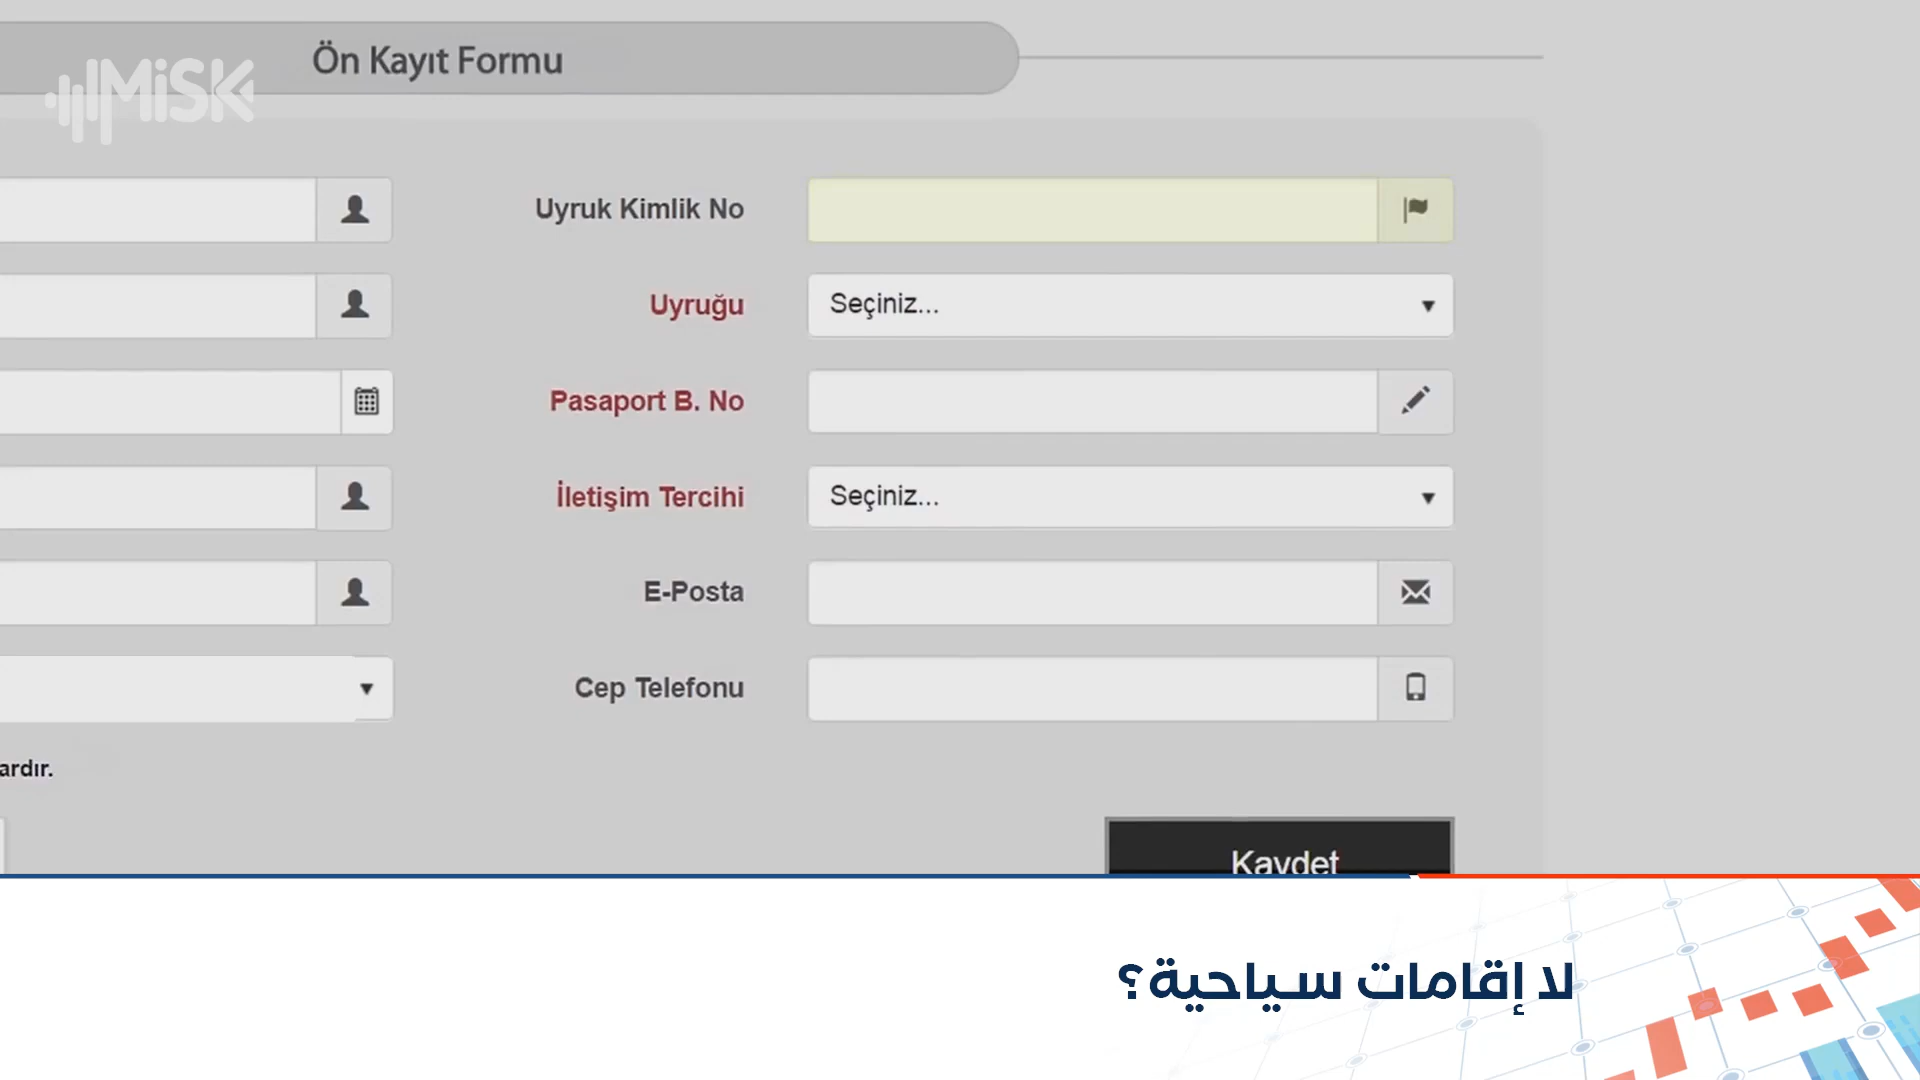 Ön Kayıt Formu
MiSK
Uyruk Kimlik No
Uyruğu
Seçiniz...
Pasaport B. No
İletişim Tercihi
Seçiniz...
E-Posta
Cep Telefonu
ardır.
Kaydet
لا إقامات سياحية؟